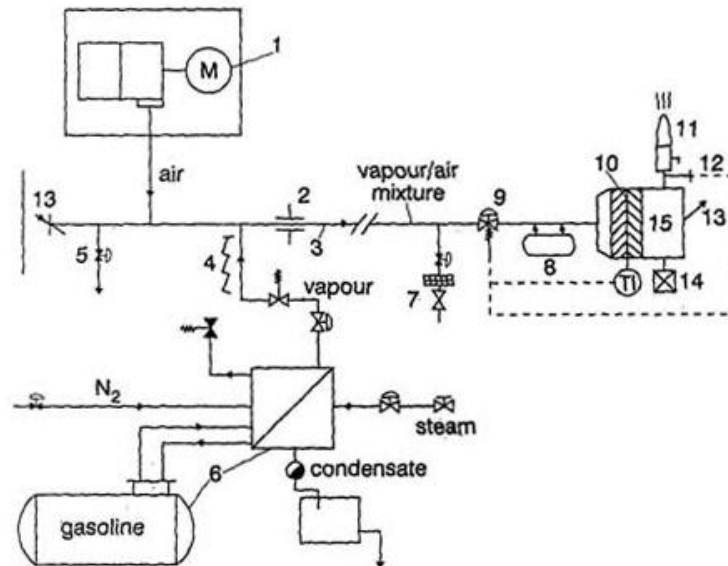 1
M
air
vapour/air
mixture
11
12
10
2
9
13
13
3
15
5
4
8
TI
14
vapour
7
N2
steam
6
condensate
gasoline